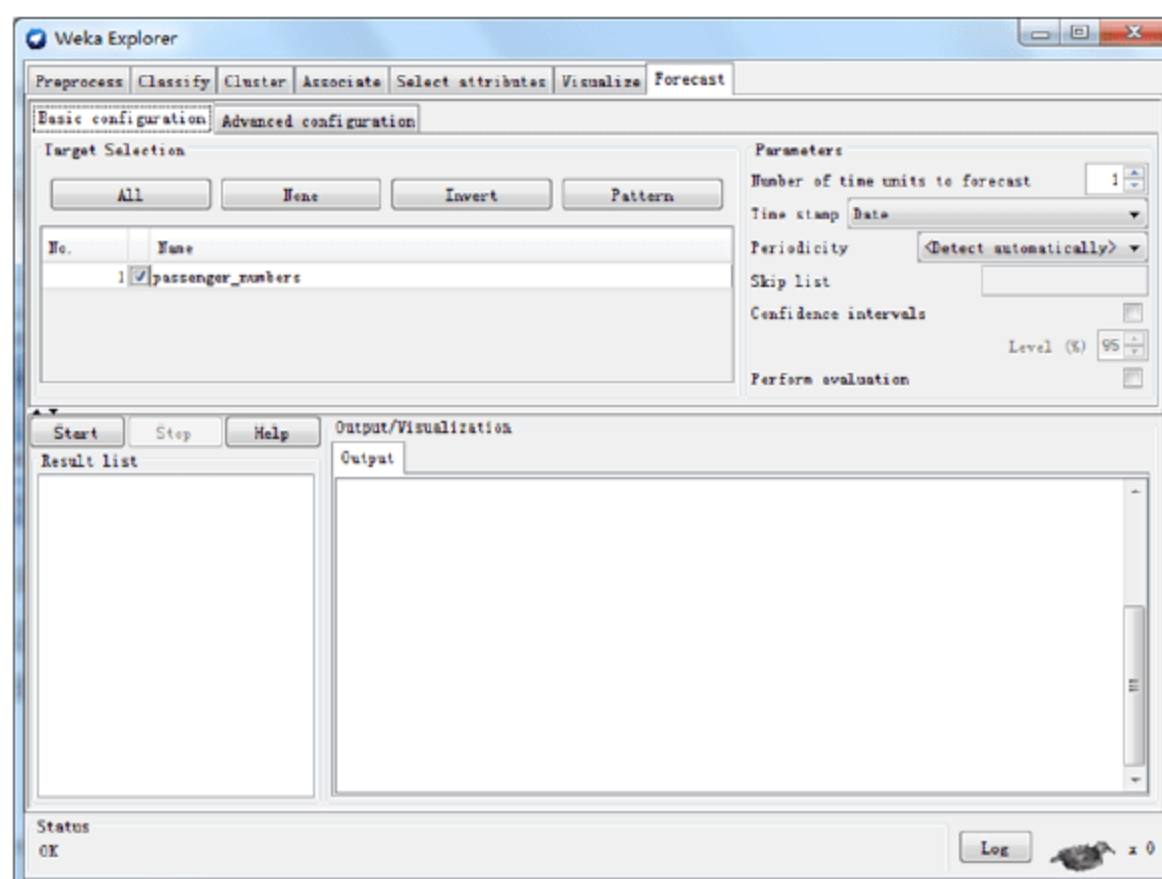 Weka Explorer
Preprocess Classify Cluster Associate Select attributes Visualize Forecast
Basic configuration Advanced configuration
Target Selection
All None Invert Pattern
No. Name
1 passenger_numbers
Parameters
Number of time units to forecast 1
Time stamp Date
Periodicity <Detect automatically>
Skip list
Confidence intervals
Level (%) 95
Perform evaluation
Start Stop Help
Result list
Output/Visualization
Output
Status
OK
Log x 0